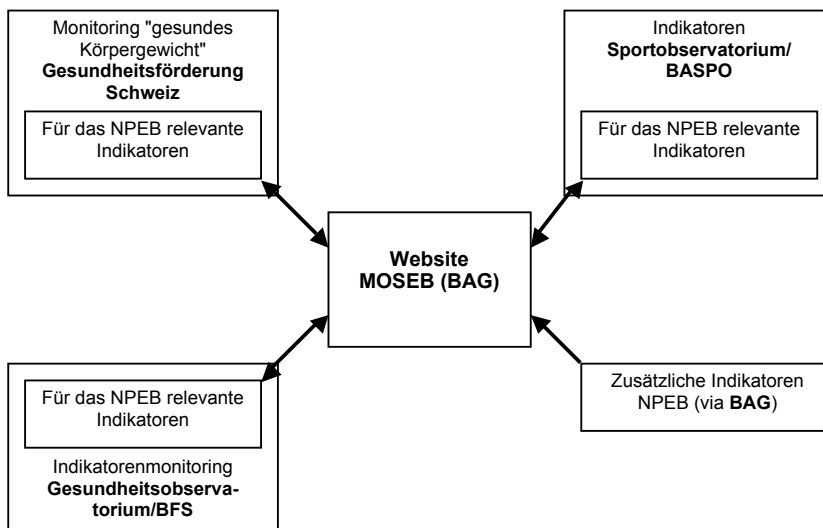 Monitoring "gesundes
Körpergewicht"
Gesundheitsförderung
Schweiz
Für das NPEB relevante
Indikatoren
Indikatoren
Sportobservatorium/
BASPO
Für das NPEB relevante
Indikatoren
Website
MOSEB (BAG)
Für das NPEB relevante
Indikatoren
Indikatorenmonitoring
Gesundheitsobserva-
torium/BFS
Zusätzliche Indikatoren
NPEB (via BAG)